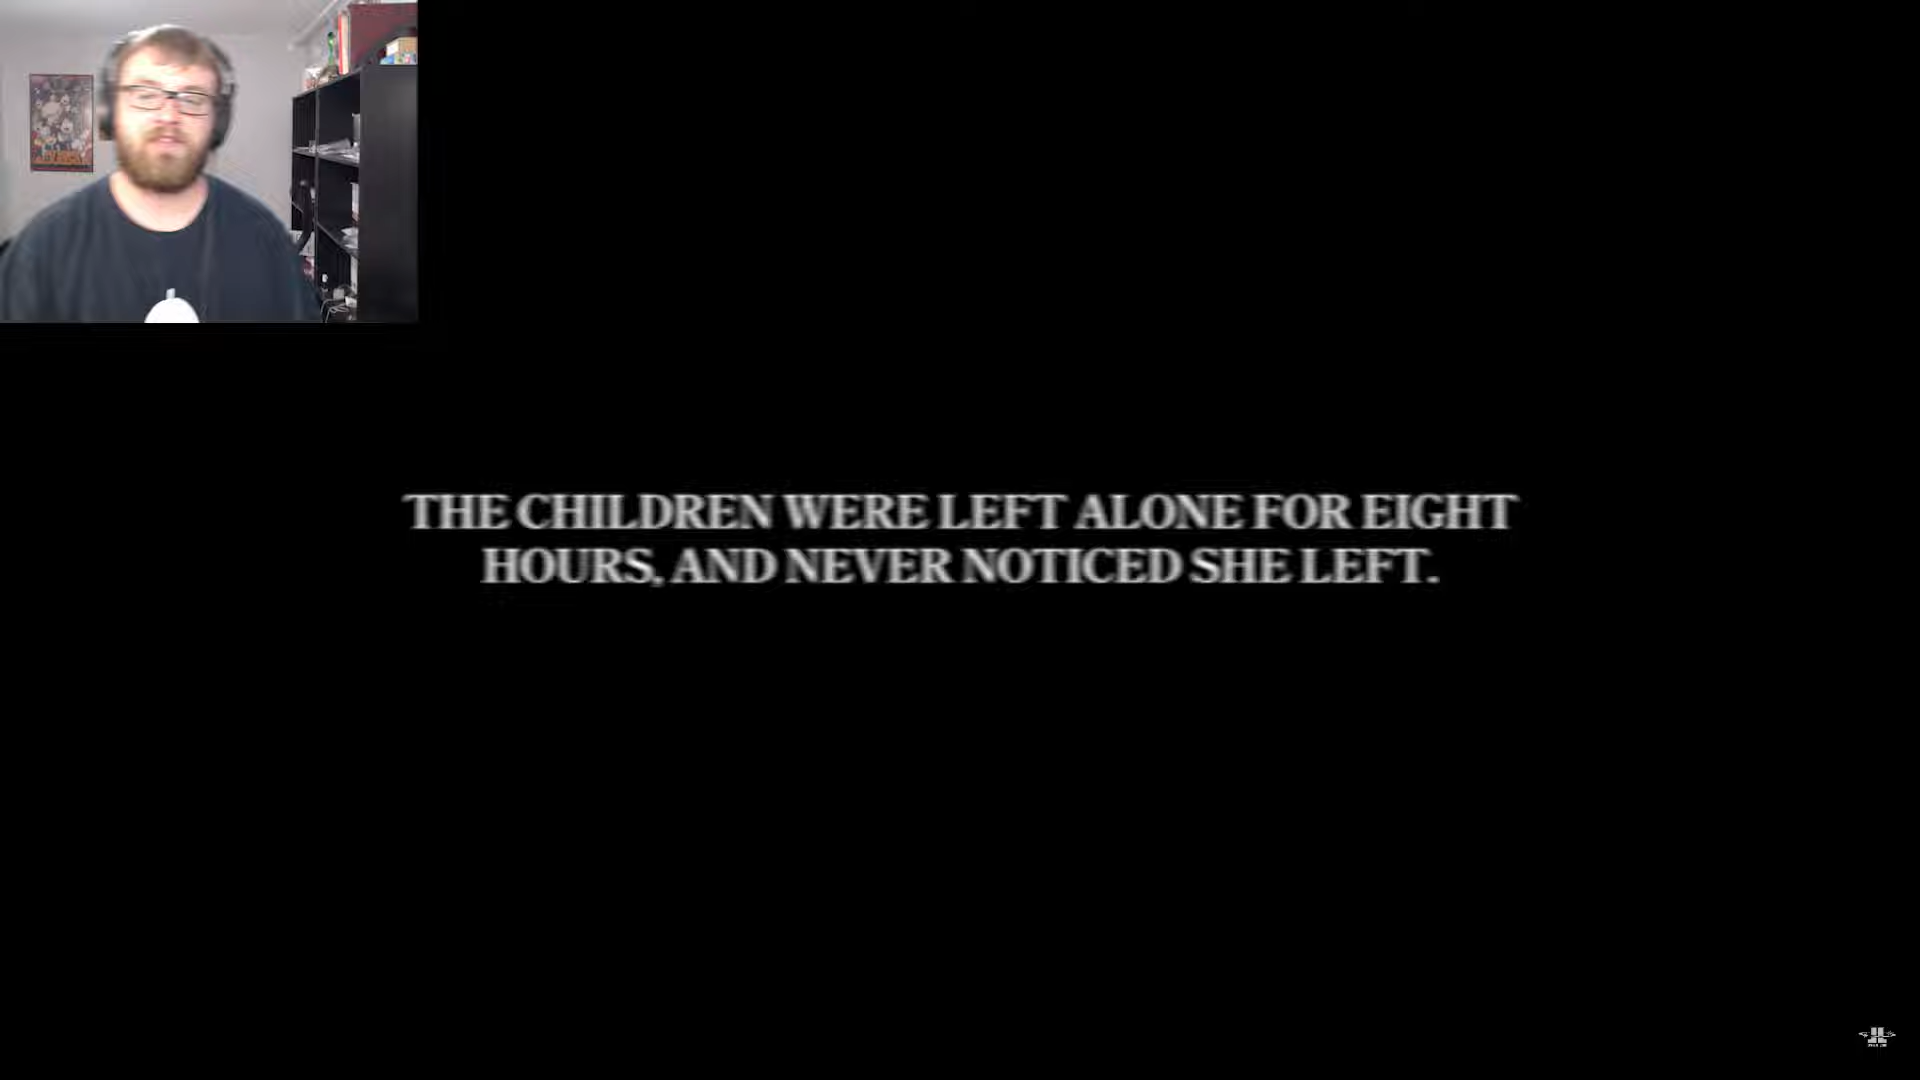 THE CHILDREN WERE LEFT ALONE FOR EIGHT
HOURS, AND NEVER NOTICED SHE LEFT.